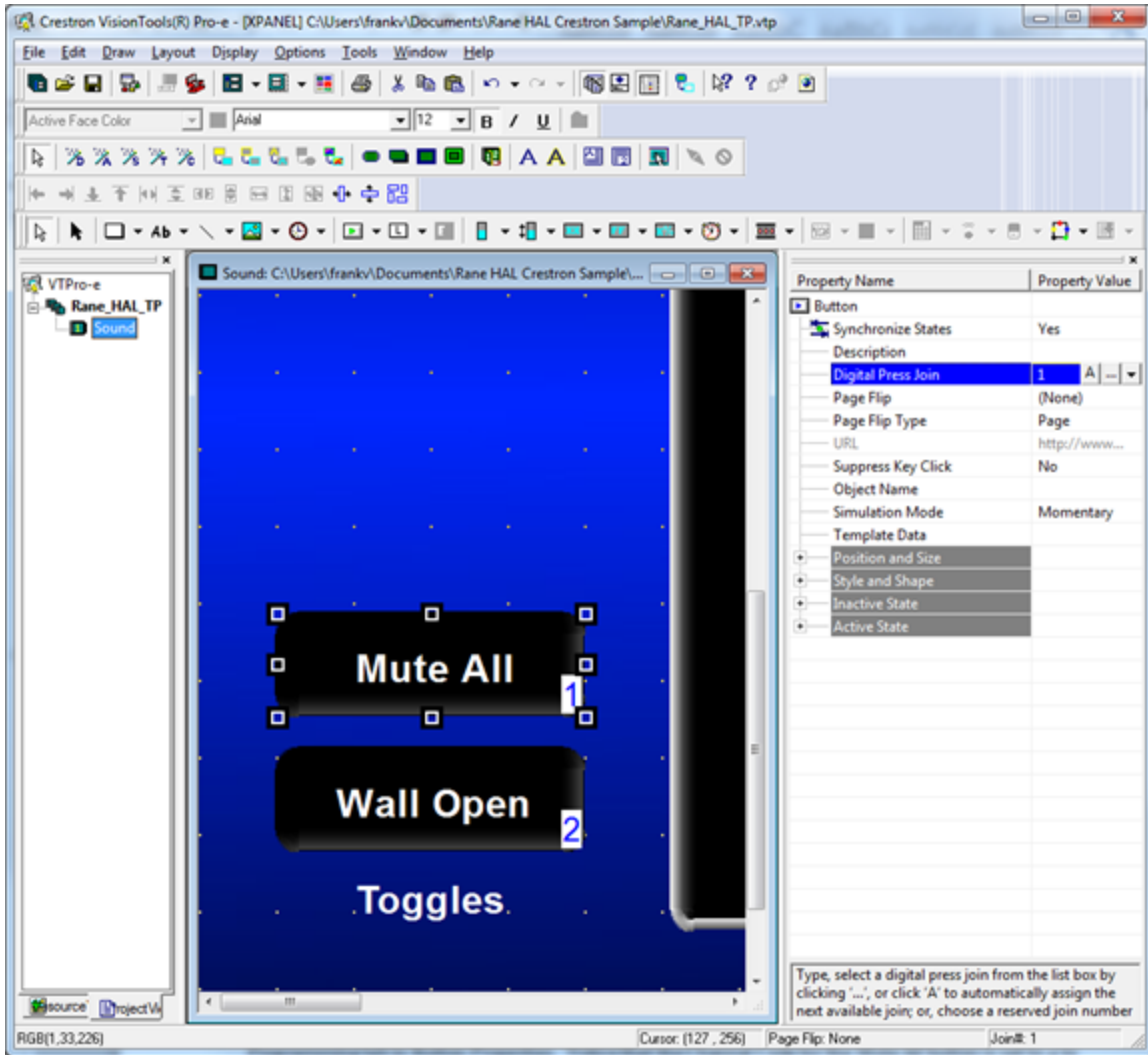 Crestron VisionTools(R) Pro-e - [XPANEL] C:\Users\frankv\Documents\Rane HAL Crestron Sample\Rane_HAL_TP.vtp
File Edit Draw Layout Display Options Tools Window Help
Active Face Color Arial 12 B / U
Ab
VTPro-e
Rane_HAL_TP
Sound
Sound: C:\Users\frankv\Documents\Rane HAL Crestron Sample\...
Mute All
1
Wall Open
2
Toggles
Property Name Property Value
Button
Synchronize States Yes
Description
Digital Press Join 1 A ...
Page Flip (None)
Page Flip Type Page
URL http://www...
Suppress Key Click No
Object Name
Simulation Mode Momentary
Template Data
Position and Size
Style and Shape
Inactive State
Active State
Type, select a digital press join from the list box by
clicking '...', or click 'A' to automatically assign the
next available join; or, choose a reserved join number
RGB(1,33,226) Cursor: (127 , 256) Page Flip: None Join#: 1